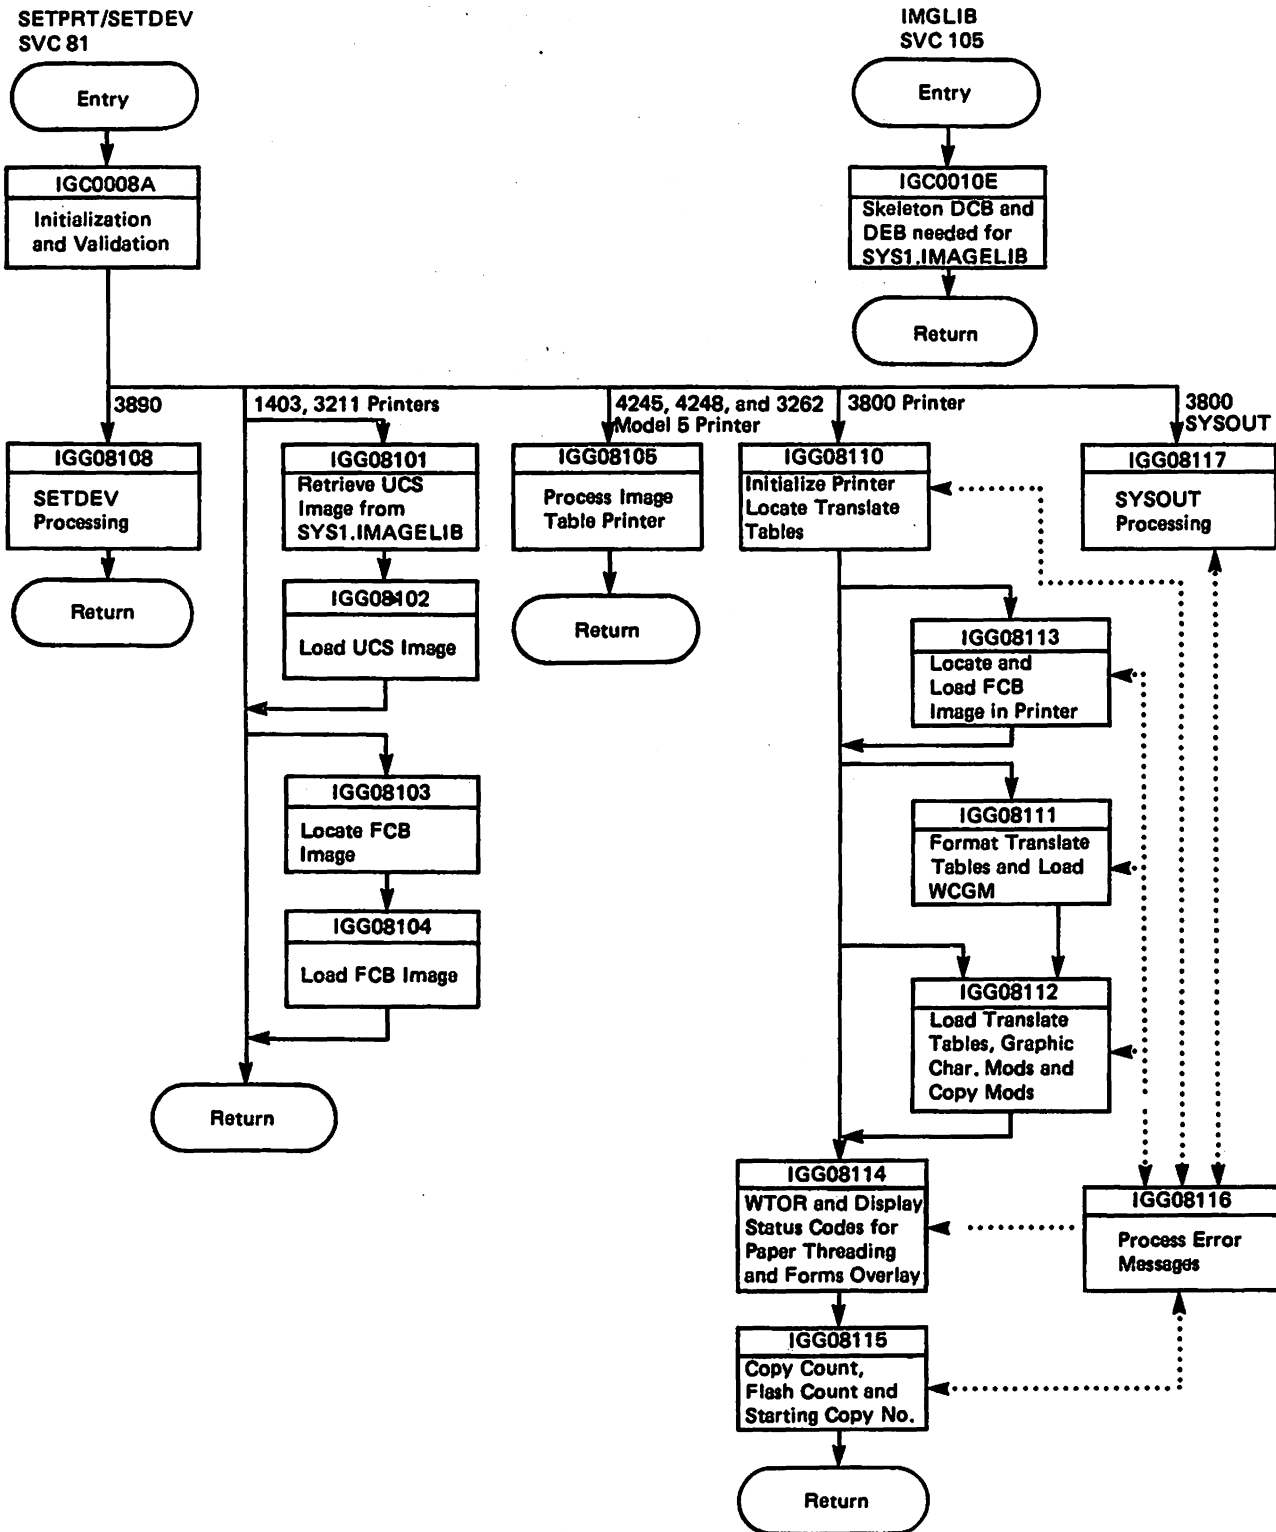 SETPRT/SETDEV
SVC 81
Entry
IGC0008A
Initialization
and Validation
IMGLIB
SVC 105
Entry
IGC0010E
Skeleton DCB and
DEB needed for
SYS1.IMAGELIB
Return
3890
1403, 3211 Printers
4245, 4248, and 3262
Model 5 Printer
3800 Printer
3800
SYSOUT
IGG08108
SETDEV
Processing
Return
IGG08101
Retrieve UCS
Image from
SYS1.IMAGELIB
IGG08102
Load UCS Image
IGG08103
Locate FCB
Image
IGG08104
Load FCB Image
Return
IGG08105
Process Image
Table Printer
Return
IGG08110
Initialize Printer
Locate Translate
Tables
IGG08113
Locate and
Load FCB
Image in Printer
IGG08111
Format Translate
Tables and Load
WCGM
IGG08112
Load Translate
Tables, Graphic
Char. Mods and
Copy Mods
IGG08114
WTOR and Display
Status Codes for
Paper Threading
and Forms Overlay
IGG08115
Copy Count,
Flash Count and
Starting Copy No.
Return
IGG08117
SYSOUT
Processing
IGG08116
Process Error
Messages